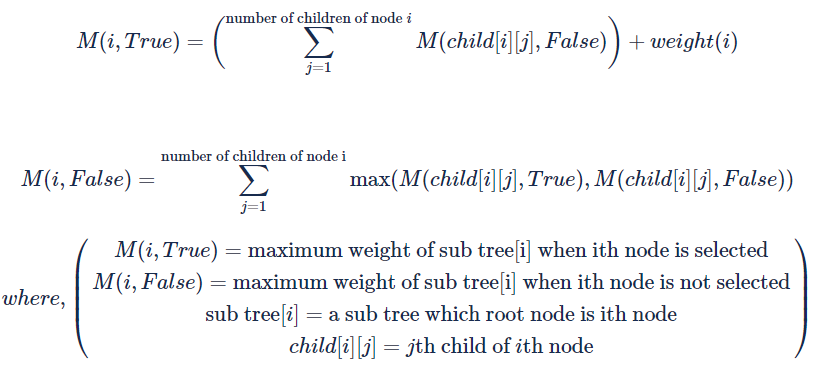 number of children of node i
M(i, True) = ( ∑ M(child[i][j], False) ) + weight(i)
j=1
number of children of node i
M(i, False) = ∑ max(M(child[i][j], True), M(child[i][j], False))
j=1
M(i, True) = maximum weight of sub tree[i] when ith node is selected
M(i, False) = maximum weight of sub tree[i] when ith node is not selected
where,
sub tree[i] = a sub tree which root node is ith node
child[i][j] = jth child of ith node